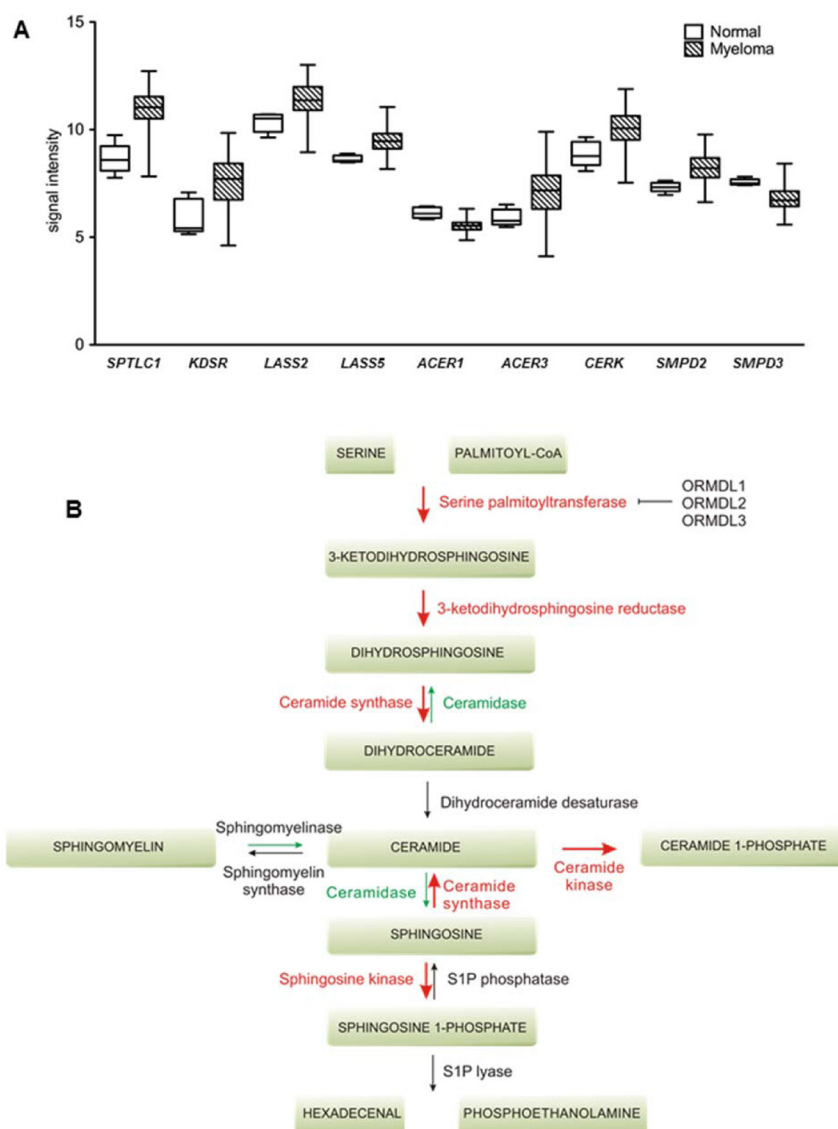 A
15
10
5
0
signal intensity
Normal
Myeloma
SPTLC1 KDSR LASS2 LASS5 ACER1 ACER3 CERK SMPD2 SMPD3
B
SERINE PALMITOYL-CoA
Serine palmitoyltransferase
ORMDL1
ORMDL2
ORMDL3
3-KETODIHYDROSPHINGOSINE
3-ketodihydrosphingosine reductase
DIHYDROSPHINGOSINE
Ceramide synthase Ceramidase
DIHYDROCERAMIDE
Dihydroceramide desaturase
SPHINGOMYELIN
Sphingomyelinase
Sphingomyelin
synthase
CERAMIDE
Ceramide
kinase
CERAMIDE 1-PHOSPHATE
Ceramidase
Ceramide
synthase
SPHINGOSINE
Sphingosine kinase S1P phosphatase
SPHINGOSINE 1-PHOSPHATE
S1P lyase
HEXADECENAL PHOSPHOETHANOLAMINE